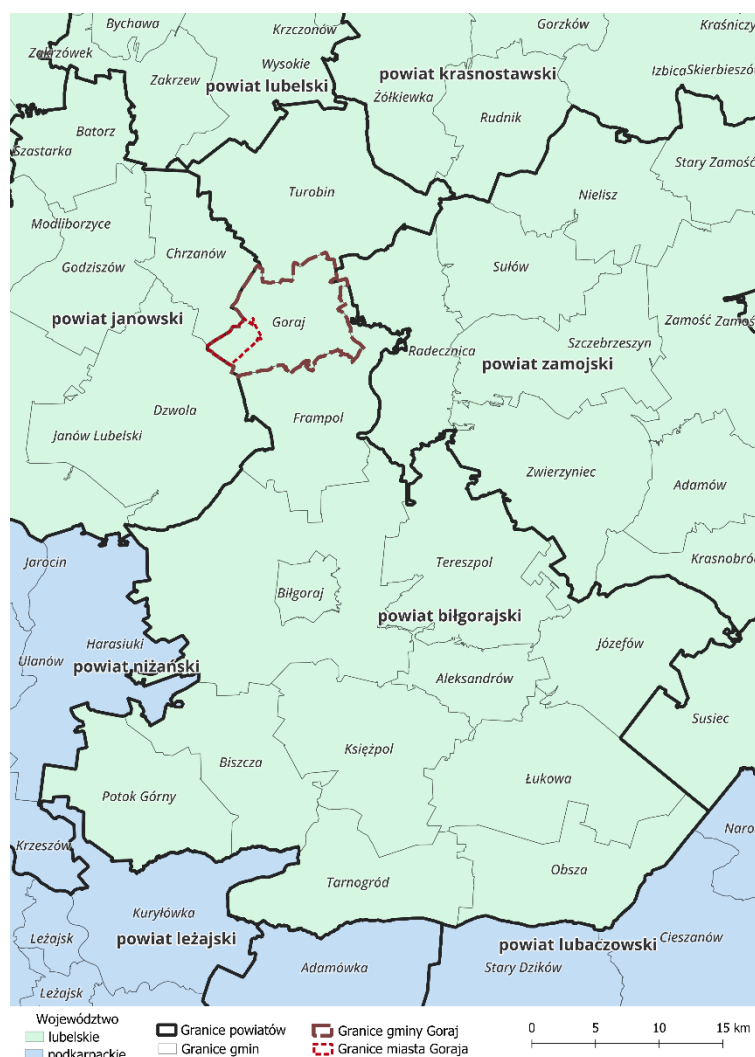 Bychawa
Krzczonów
Gorzków
Kraśniczy
Zakrzówek
Zakrzew
Wysokie
powiat lubelski
powiat krasnostawski
Izbica
Skierbieszów
Żółkiewka
Rudnik
Batorz
Szastarka
Stary Zamość
Turobin
Nielisz
Modliborzyce
Chrzanów
Godziszów
Sułów
powiat janowski
Goraj
Zamość
Zamość
Szczebrzeszyn
Radecznica
powiat zamojski
Dzwola
Frampol
Janów Lubelski
Zwierzyniec
Adamów
Jarocin
Tereszpol
Krasnobród
Biłgoraj
powiat biłgorajski
Harasiuki
Józefów
Ulanów
powiat niżański
Aleksandrów
Susiec
Księżpol
Biszcza
Łukowa
Potok Górny
Naro
Krzeszów
Obsza
Tarnogród
Kuryłówka
Leżajsk
powiat leżajski
powiat lubaczowski
Cieszanów
Adamówka
Stary Dzików
Leżajsk
Województwo
lubelskie
podkarpackie
Granice powiatów
Granice gmin
Granice gminy Goraj
Granice miasta Goraja
0 5 10 15 km